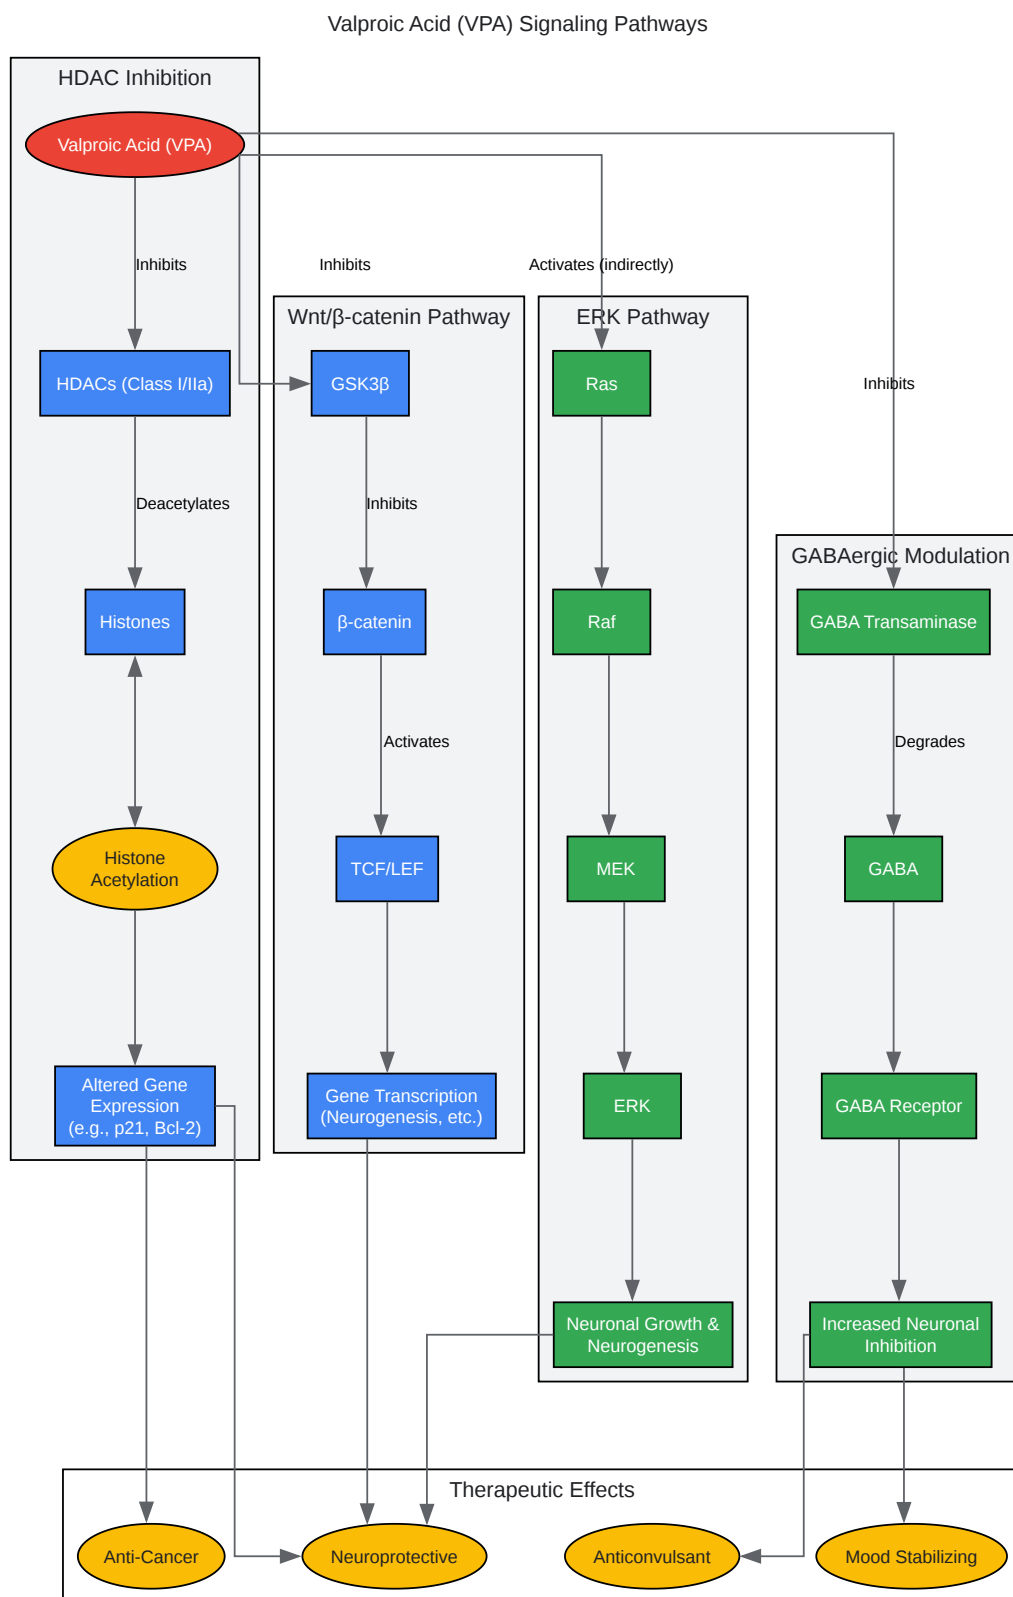 Valproic Acid (VPA) Signaling Pathways
HDAC Inhibition
Valproic Acid (VPA)
Inhibits
Inhibits
Activates (indirectly)
Wnt/β-catenin Pathway
ERK Pathway
HDACs (Class I/IIa)
GSK3β
Ras
Inhibits
Deacetylates
Inhibits
GABAergic Modulation
Histones
β-catenin
Raf
GABA Transaminase
Activates
Degrades
Histone
Acetylation
TCF/LEF
MEK
GABA
Altered Gene
Expression
(e.g., p21, Bcl-2)
Gene Transcription
(Neurogenesis, etc.)
ERK
GABA Receptor
Neuronal Growth &
Neurogenesis
Increased Neuronal
Inhibition
Therapeutic Effects
Anti-Cancer
Neuroprotective
Anticonvulsant
Mood Stabilizing